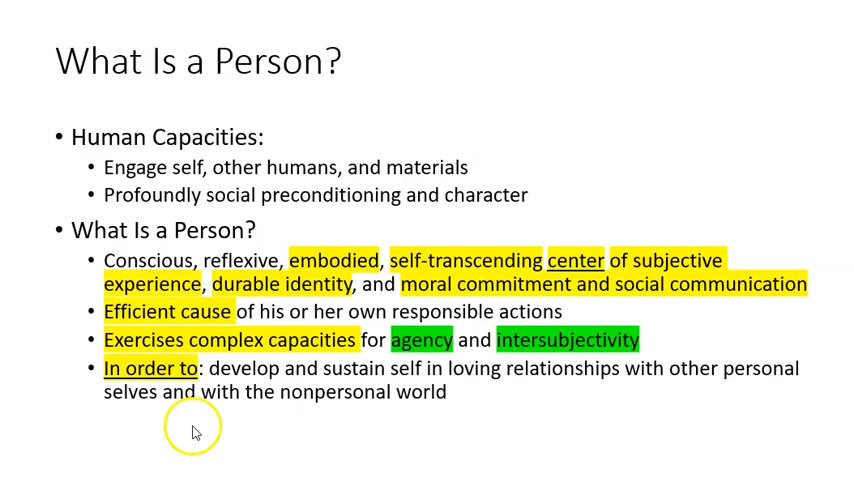 What Is a Person?
• Human Capacities:
• Engage self, other humans, and materials
• Profoundly social preconditioning and character
• What Is a Person?
• Conscious, reflexive, embodied, self-transcending center of subjective
experience, durable identity, and moral commitment and social communication
• Efficient cause of his or her own responsible actions
• Exercises complex capacities for agency and intersubjectivity
• In order to: develop and sustain self in loving relationships with other personal
selves and with the nonpersonal world